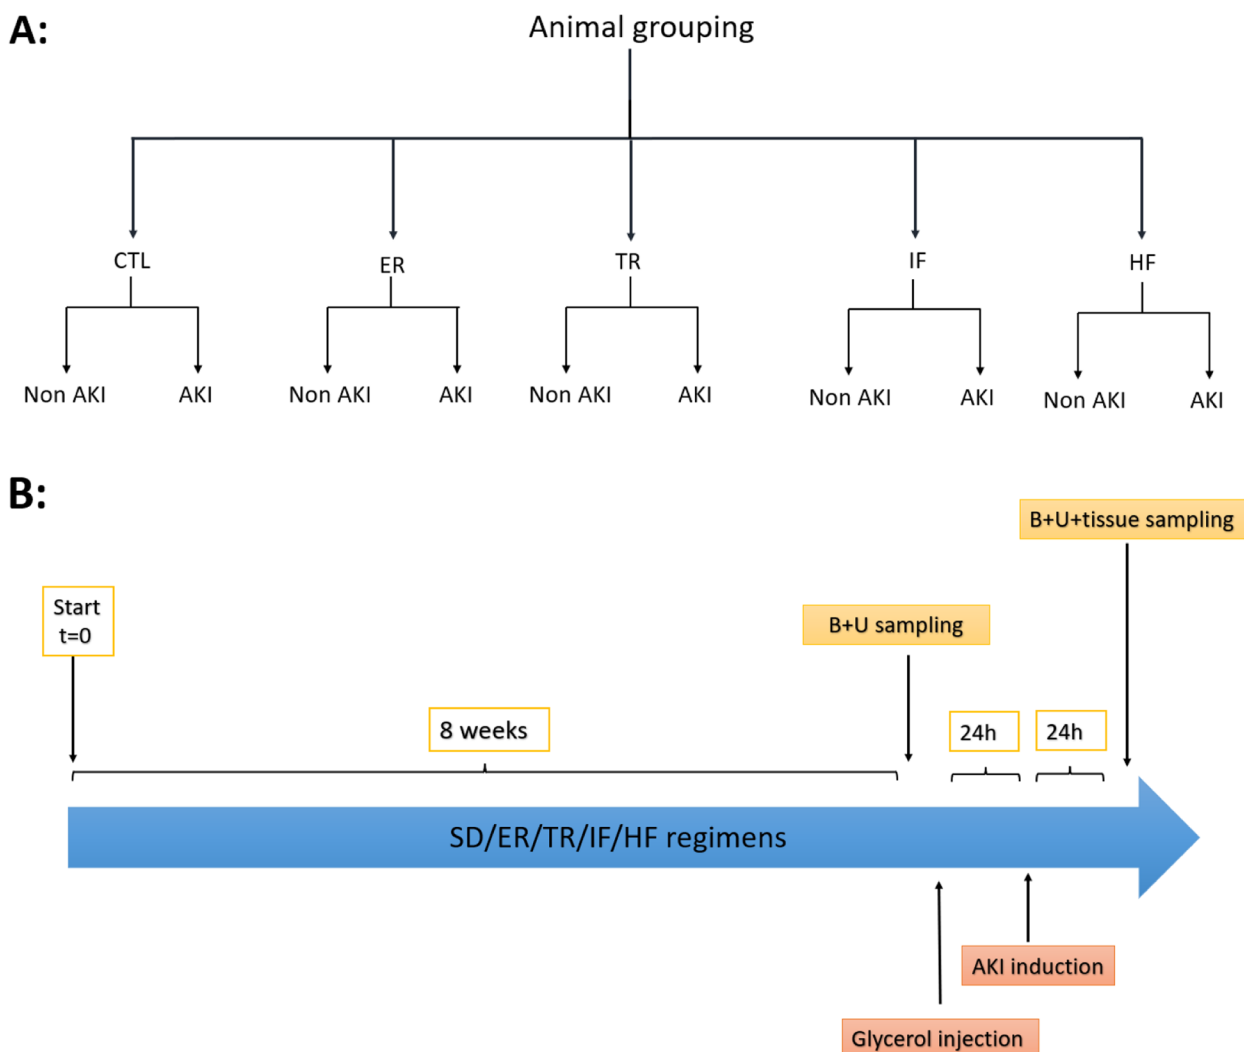 A:
Animal grouping
CTL
ER
TR
IF
HF
Non AKI
AKI
Non AKI
AKI
Non AKI
AKI
Non AKI
AKI
Non AKI
AKI
B:
B+U+tissue sampling
Start
t=0
B+U sampling
8 weeks
24h
24h
SD/ER/TR/IF/HF regimens
AKI induction
Glycerol injection